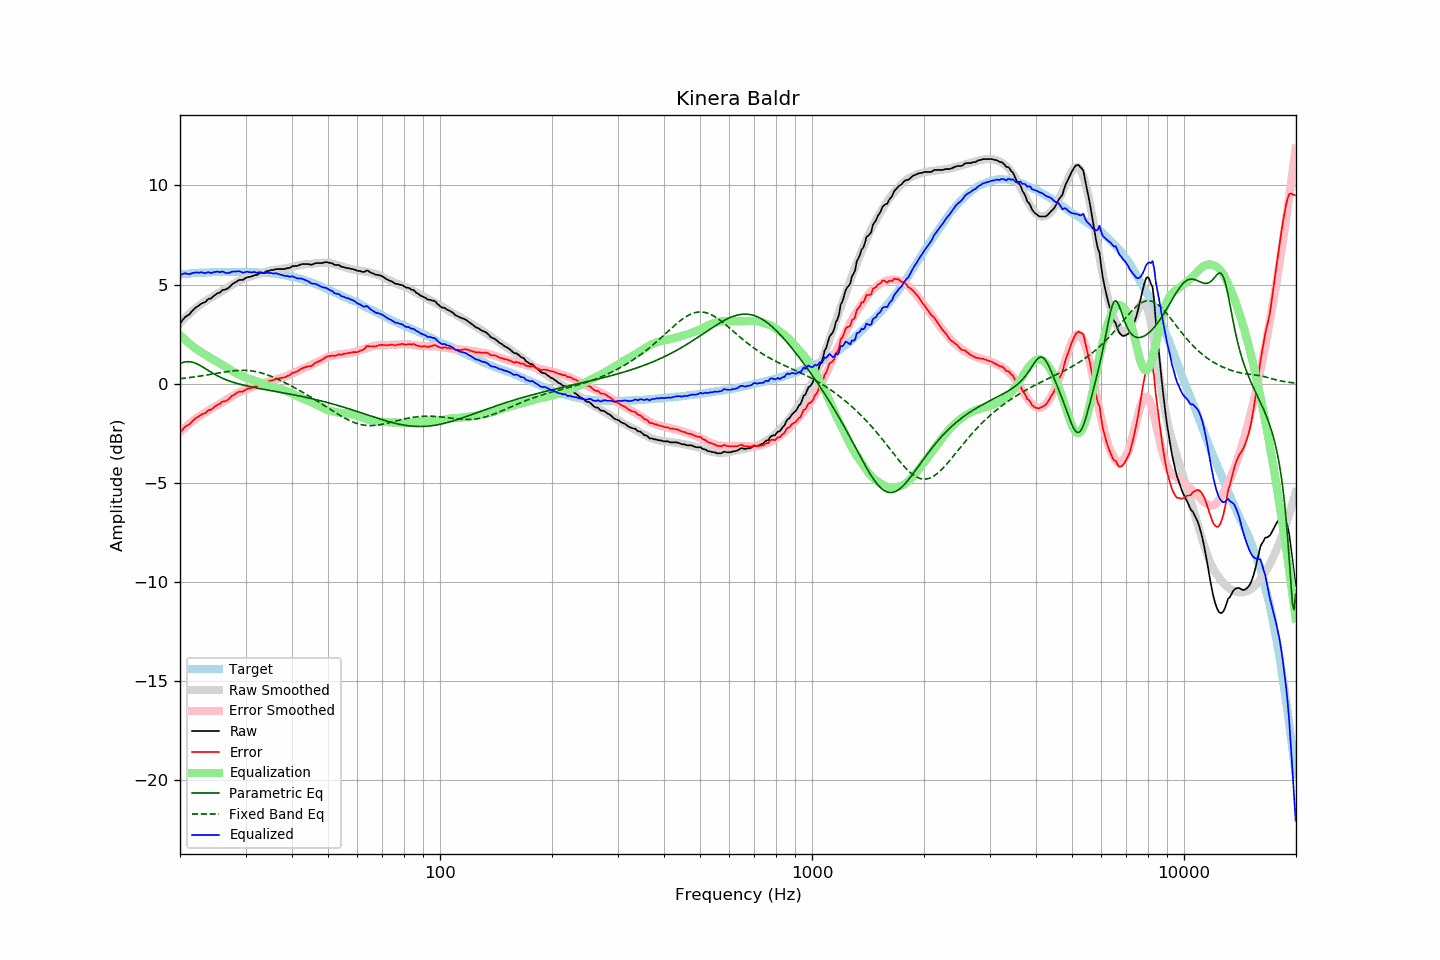 Kinera Baldr
10
5
0
−5
−10
−15
−20
Amplitude (dBr)
Target
Raw Smoothed
Error Smoothed
Raw
Error
Equalization
Parametric Eq
Fixed Band Eq
Equalized
100
1000
10000
Frequency (Hz)